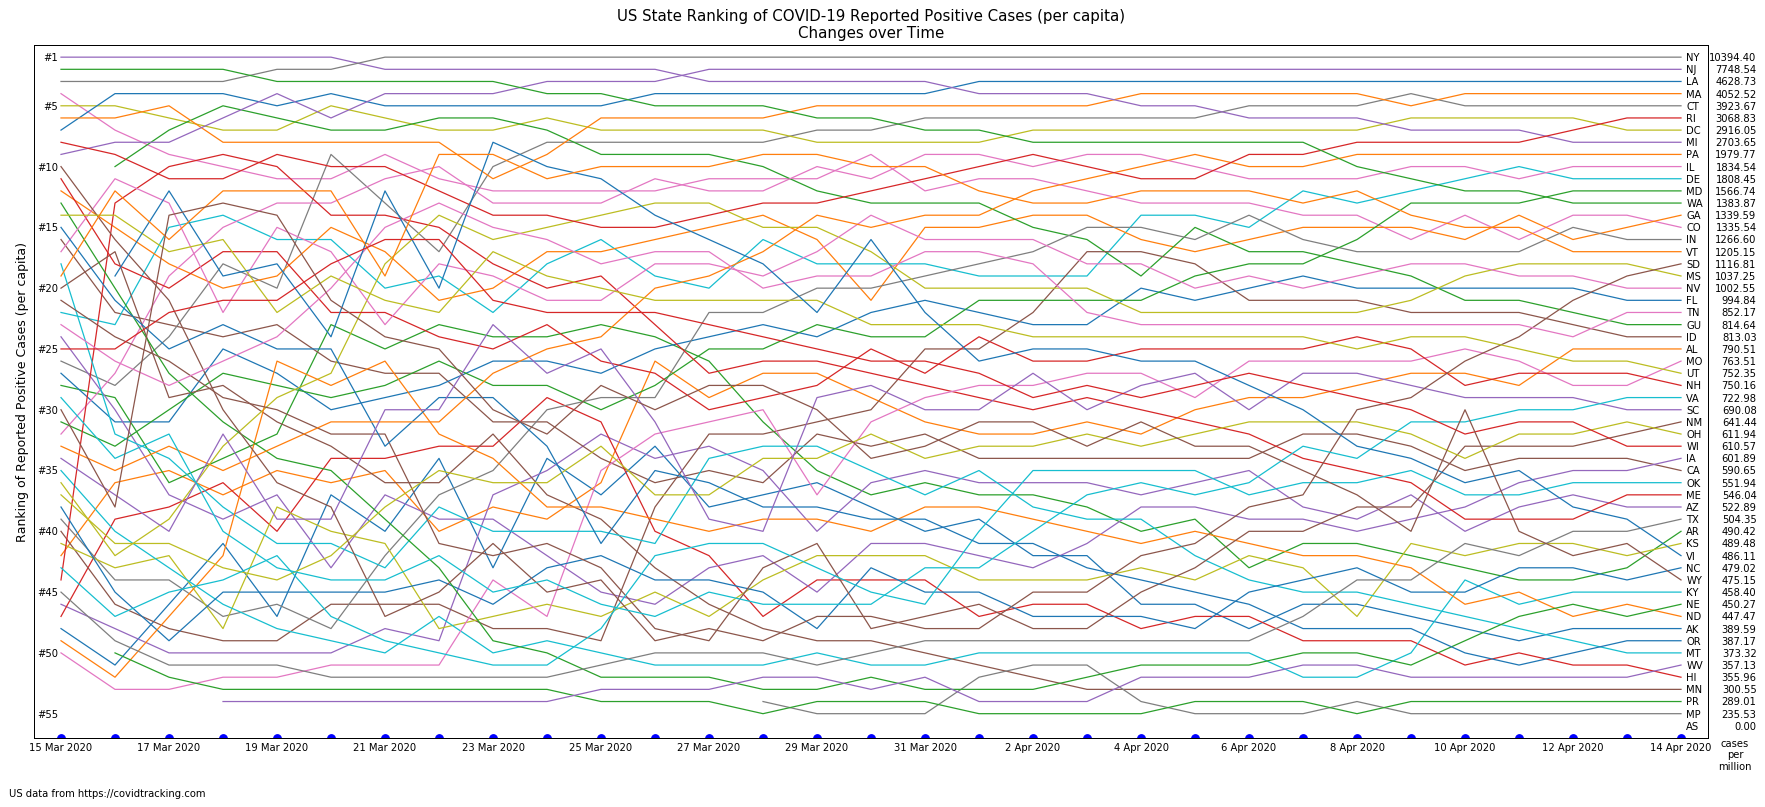 US State Ranking of COVID-19 Reported Positive Cases (per capita)
Changes over Time
Ranking of Reported Positive Cases (per capita)
#1
#5
#10
#15
#20
#25
#30
#35
#40
#45
#50
#55
NY 10394.40
NJ 7748.54
LA 4628.73
MA 4052.52
CT 3923.67
RI 3068.83
DC 2916.05
MI 2703.65
PA 1979.77
IL 1834.54
DE 1808.45
MD 1566.74
WA 1383.87
GA 1339.59
CO 1335.54
IN 1266.60
VT 1205.15
SD 1116.81
MS 1037.25
NV 1002.55
FL 994.84
TN 852.17
GU 814.64
ID 813.03
AL 790.51
MO 763.51
UT 752.35
NH 750.16
VA 722.98
SC 690.08
NM 641.44
OH 611.94
WI 610.57
IA 601.89
CA 590.65
OK 551.94
ME 546.04
AZ 522.89
TX 504.35
AR 490.42
KS 489.48
VI 486.11
NC 479.02
WY 475.15
KY 458.40
NE 450.27
ND 447.47
AK 389.59
OR 387.17
MT 373.32
WV 357.13
HI 355.96
MN 300.55
PR 289.01
MP 235.53
AS 0.00
15 Mar 2020
17 Mar 2020
19 Mar 2020
21 Mar 2020
23 Mar 2020
25 Mar 2020
27 Mar 2020
29 Mar 2020
31 Mar 2020
2 Apr 2020
4 Apr 2020
6 Apr 2020
8 Apr 2020
10 Apr 2020
12 Apr 2020
14 Apr 2020
cases
per
million
US data from https://covidtracking.com